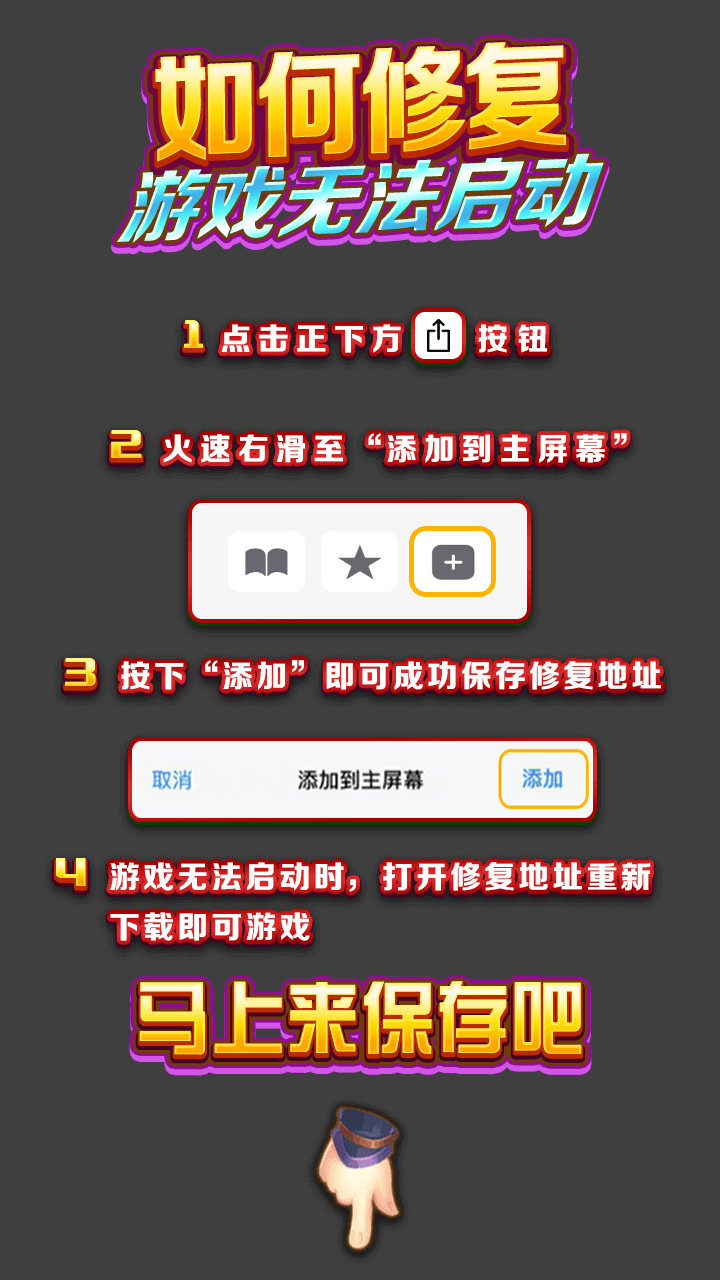 如何修复
游戏无法启动
1 点击正下方 按钮
2 火速右滑至“添加到主屏幕”
3 按下“添加”即可成功保存修复地址
取消 添加到主屏幕 添加
4 游戏无法启动时，打开修复地址重新
下载即可游戏
马上来保存吧